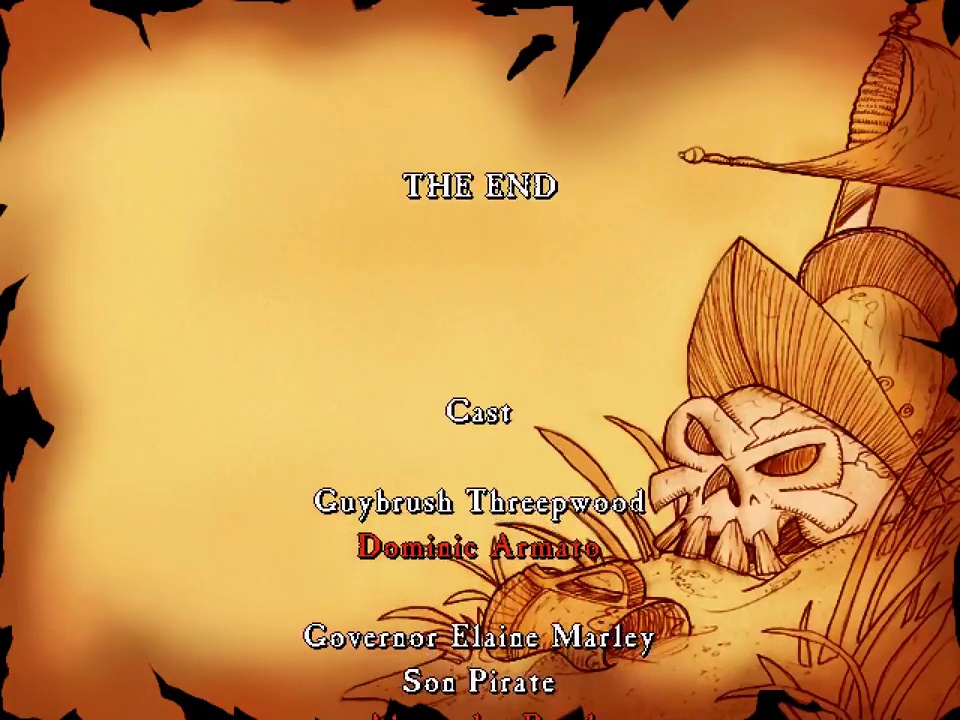 THE END
Cast
Guybrush Threepwood
Dominic Armato
Governor Elaine Marley
Son Pirate